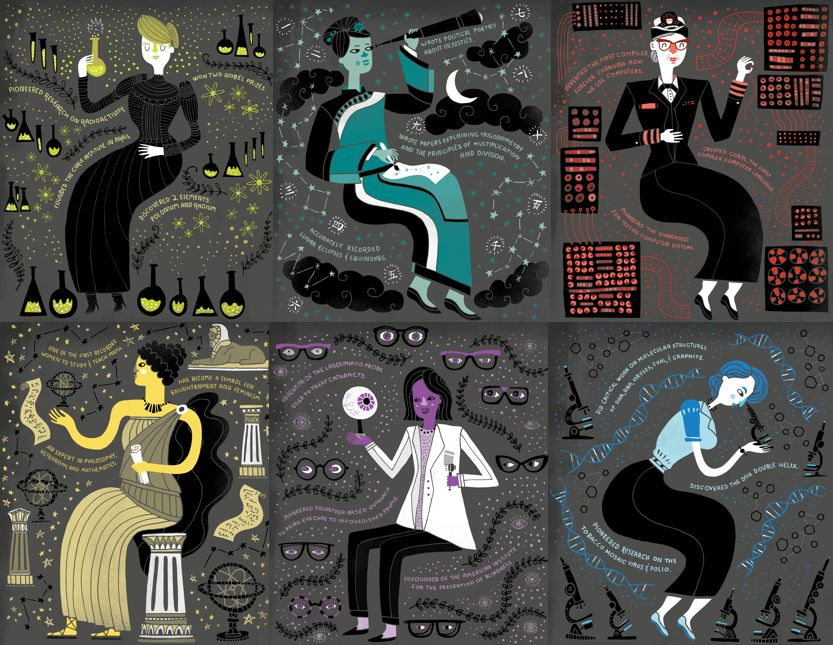 PIONEERED RESEARCH ON RADIOACTIVITY.
WON TWO NOBEL PRIZES.
FOUNDED THE CURIE INSTITUTE IN PARIS.
DISCOVERED 2 ELEMENTS,
POLONIUM AND RADIUM.
WROTE POLITICAL POETRY
ABOUT INJUSTICE.
WROTE PAPERS EXPLAINING TRIGONOMETRY
AND THE PRINCIPLES OF MULTIPLICATION
AND DIVISION.
ACCURATELY RECORDED
LUNAR ECLIPSES & EQUINOXES.
二
九
四
INVENTED THE FIRST COMPILER,
FOREVER CHANGING HOW
WE USE COMPUTERS.
CREATED COBOL, THE FIRST
COMPLEX COMPUTER LANGUAGE.
PIONEERED THE STANDARDS
FOR TESTING COMPUTER SYSTEMS.
ONE OF THE FIRST RECORDED
WOMEN TO STUDY & TEACH MATH.
HAS BECOME A SYMBOL FOR
ENLIGHTENMENT AND FEMINISM.
AN EXPERT IN PHILOSOPHY,
ASTRONOMY, AND MATHEMATICS.
INVENTOR OF THE LASERPHACO PROBE
USED TO TREAT CATARACTS.
PIONEERED VOLUNTEER-BASED OUTREACH
TO BRING EYE CARE TO IMPOVERISHED PEOPLE.
COFOUNDER OF THE AMERICAN INSTITUTE
FOR THE PREVENTION OF BLINDNESS.
DID CRITICAL WORK ON MOLECULAR STRUCTURES
OF DNA, RNA, VIRUSES, COAL, & GRAPHITE.
DISCOVERED THE DNA DOUBLE HELIX.
PIONEERED RESEARCH ON THE
TOBACCO MOSAIC VIRUS & POLIO.